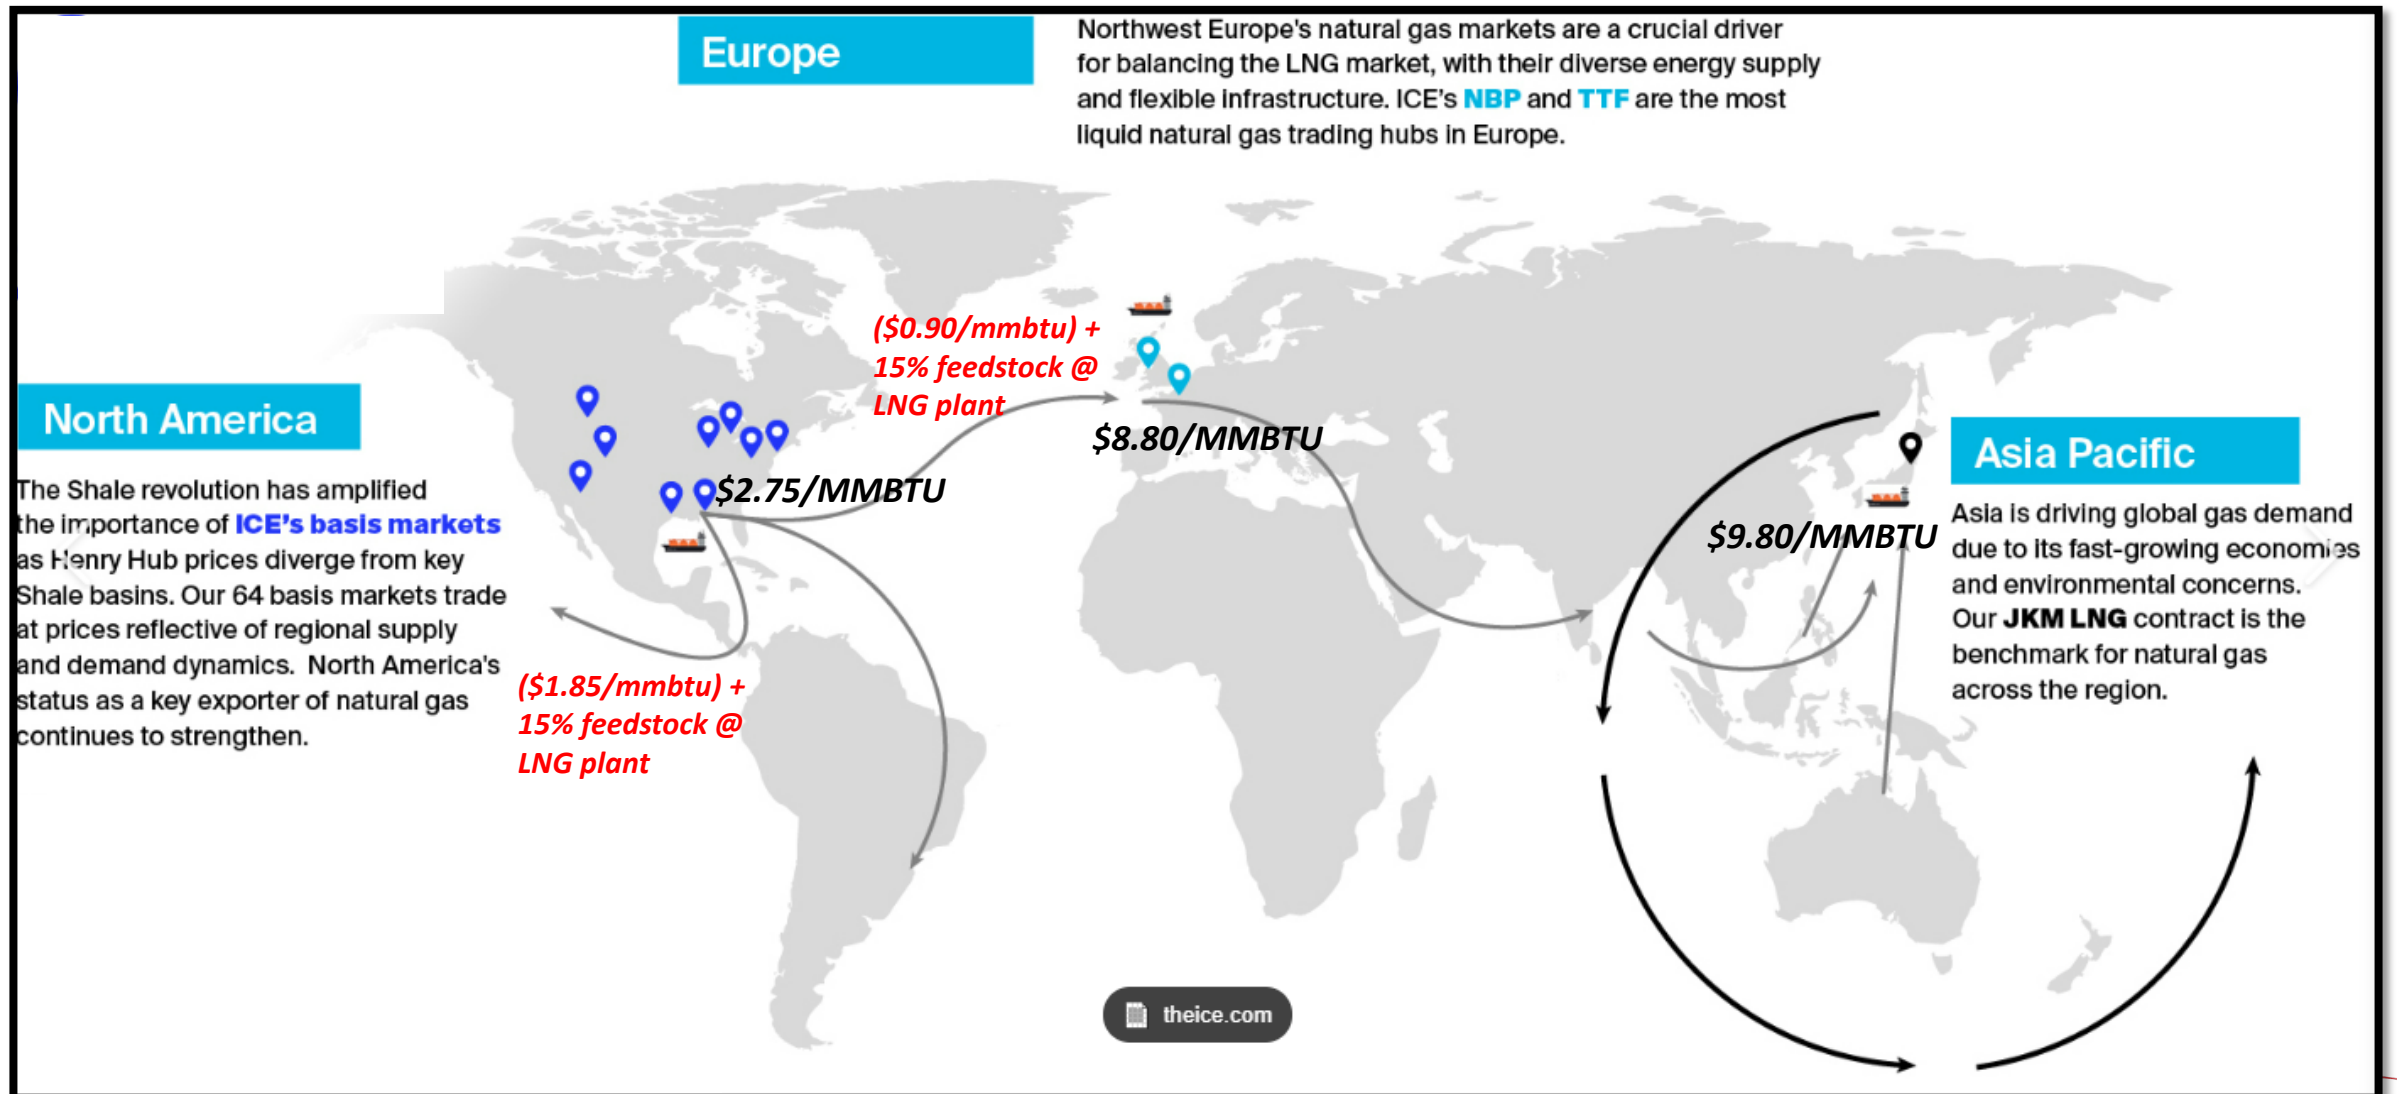 Europe
Northwest Europe's natural gas markets are a crucial driver
for balancing the LNG market, with their diverse energy supply
and flexible infrastructure. ICE's NBP and TTF are the most
liquid natural gas trading hubs in Europe.
($0.90/mmbtu) +
15% feedstock @
LNG plant
$8.80/MMBTU
North America
The Shale revolution has amplified
the importance of ICE's basis markets
as Henry Hub prices diverge from key
Shale basins. Our 64 basis markets trade
at prices reflective of regional supply
and demand dynamics. North America's
status as a key exporter of natural gas
continues to strengthen.
$2.75/MMBTU
($1.85/mmbtu) +
15% feedstock @
LNG plant
Asia Pacific
Asia is driving global gas demand
due to its fast-growing economies
and environmental concerns.
Our JKM LNG contract is the
benchmark for natural gas
across the region.
$9.80/MMBTU
theice.com